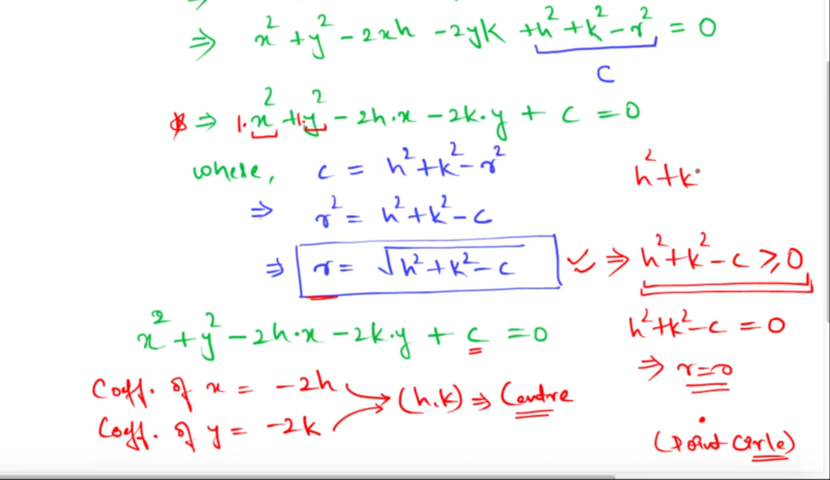 ⇒ x² + y² - 2xh - 2yk + h² + k² - r² = 0
c
⇒ 1·x² + 1·y² - 2h·x - 2k·y + c = 0
where, c = h² + k² - r²
h² + k
⇒ r² = h² + k² - c
⇒ r = √h² + k² - c ⇒ h² + k² - c ≥ 0
x² + y² - 2h·x - 2k·y + c = 0
h² + k² - c = 0
⇒ r = 0
Coff. of x = -2h
Coff. of y = -2k
(h.k) ⇒ Centre
(Point Circle)